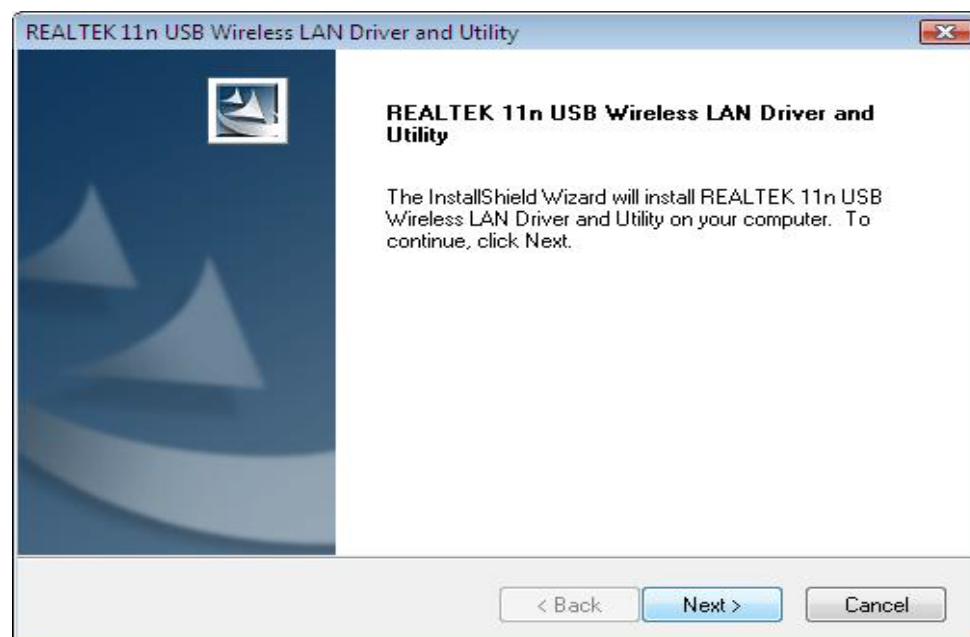 REALTEK 11n USB Wireless LAN Driver and Utility
REALTEK 11n USB Wireless LAN Driver and
Utility
The InstallShield Wizard will install REALTEK 11n USB
Wireless LAN Driver and Utility on your computer. To
continue, click Next.
< Back
Next >
Cancel